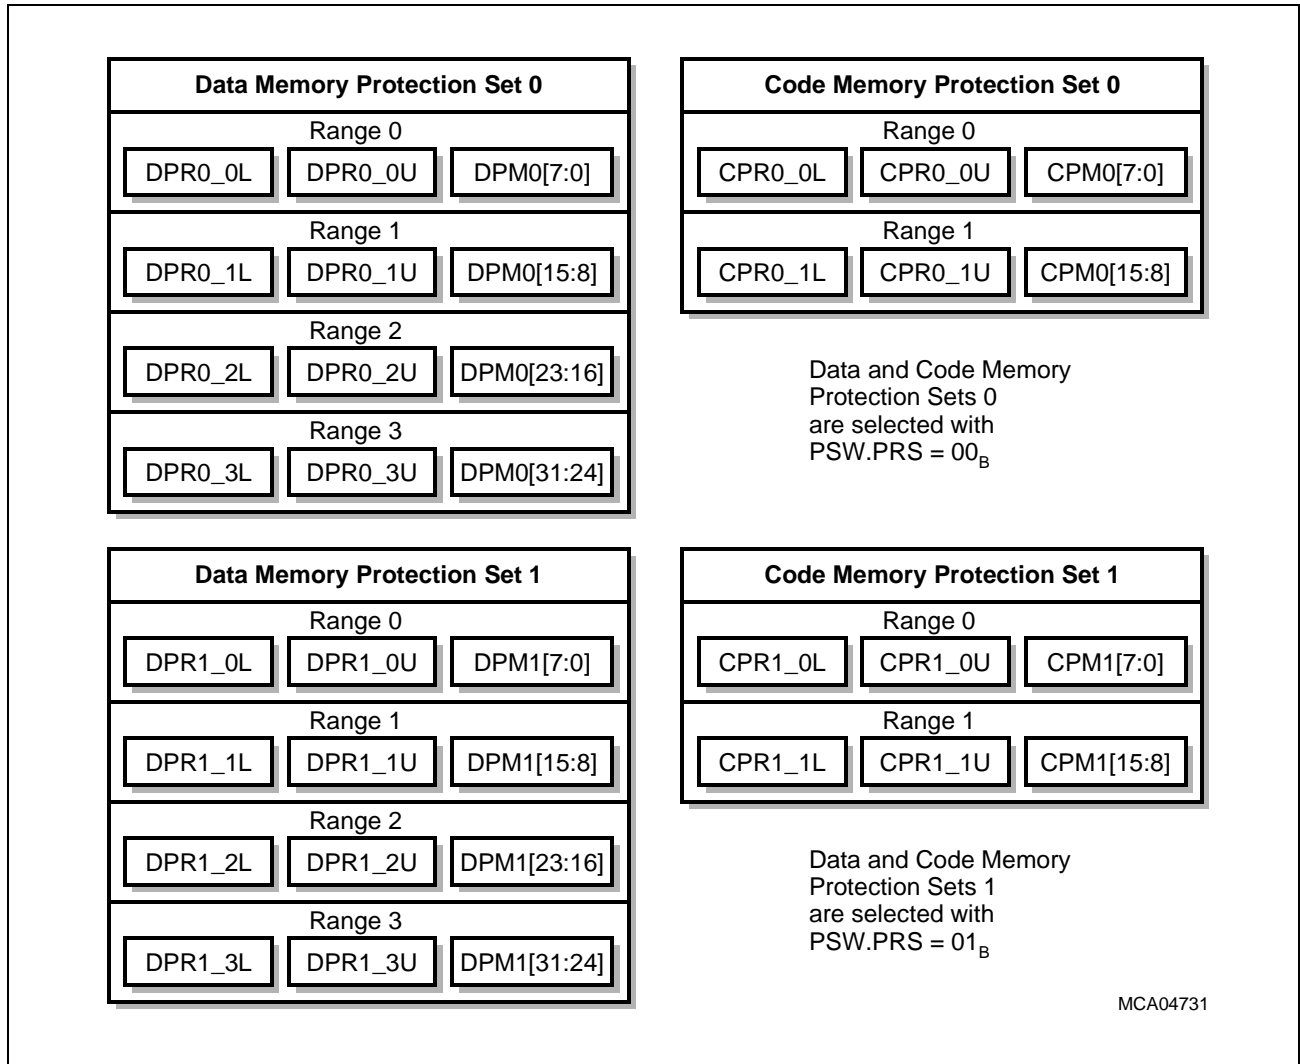 Data Memory Protection Set 0
Range 0
DPR0_0L DPR0_0U DPM0[7:0]
Range 1
DPR0_1L DPR0_1U DPM0[15:8]
Range 2
DPR0_2L DPR0_2U DPM0[23:16]
Range 3
DPR0_3L DPR0_3U DPM0[31:24]
Code Memory Protection Set 0
Range 0
CPR0_0L CPR0_0U CPM0[7:0]
Range 1
CPR0_1L CPR0_1U CPM0[15:8]
Data and Code Memory
Protection Sets 0
are selected with
PSW.PRS = 00B
Data Memory Protection Set 1
Range 0
DPR1_0L DPR1_0U DPM1[7:0]
Range 1
DPR1_1L DPR1_1U DPM1[15:8]
Range 2
DPR1_2L DPR1_2U DPM1[23:16]
Range 3
DPR1_3L DPR1_3U DPM1[31:24]
Code Memory Protection Set 1
Range 0
CPR1_0L CPR1_0U CPM1[7:0]
Range 1
CPR1_1L CPR1_1U CPM1[15:8]
Data and Code Memory
Protection Sets 1
are selected with
PSW.PRS = 01B
MCA04731